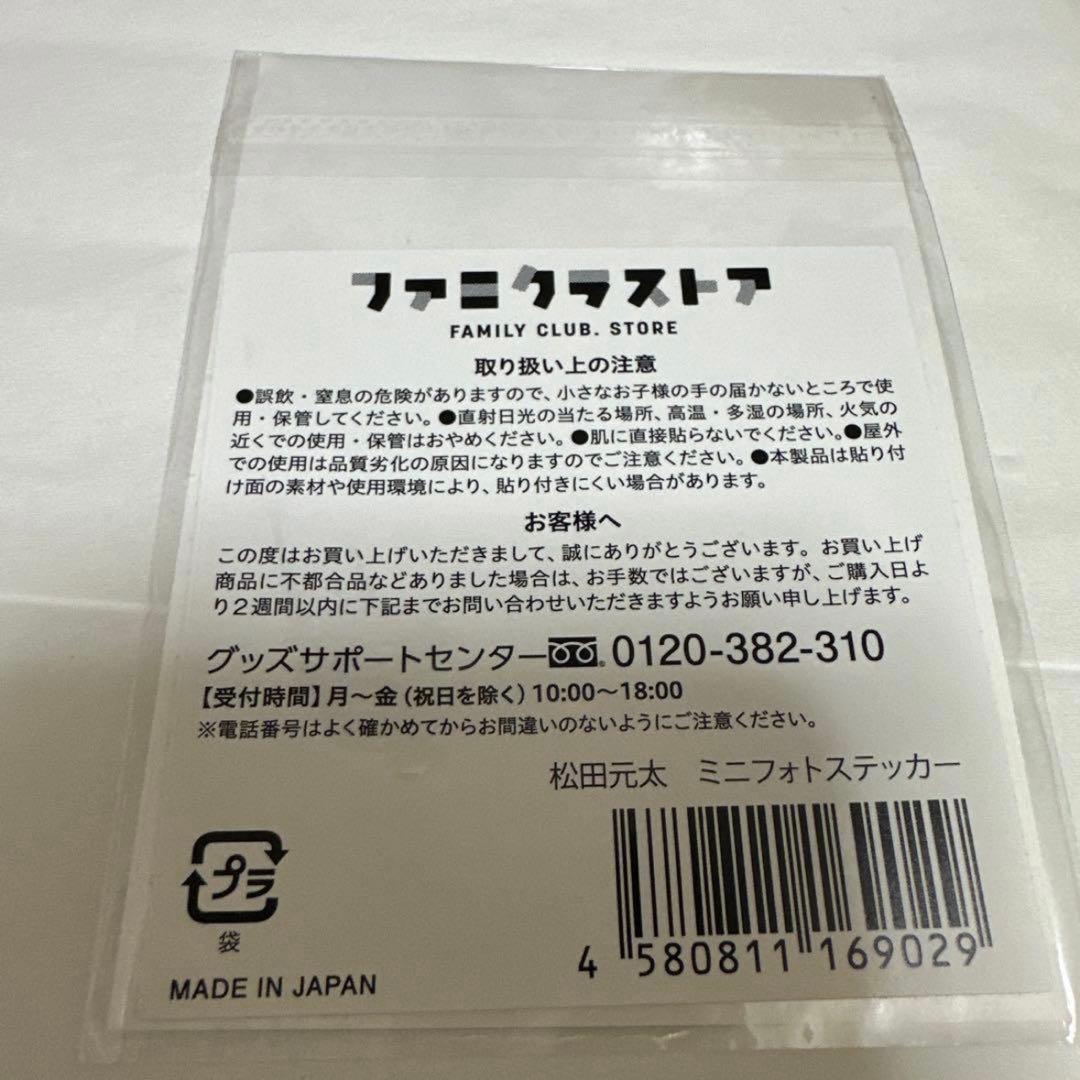 ファミクラストア
FAMILY CLUB. STORE
取り扱い上の注意
●誤飲・窒息の危険がありますので、小さなお子様の手の届かないところで使
用・保管してください。●直射日光の当たる場所、高温・多湿の場所、火気の
近くでの使用・保管はおやめください。●肌に直接貼らないでください。●屋外
での使用は品質劣化の原因になりますのでご注意ください。●本製品は貼り付
け面の素材や使用環境により、貼り付きにくい場合があります。
お客様へ
この度はお買い上げいただきまして、誠にありがとうございます。お買い上げ
商品に不都合品などありました場合は、お手数ではございますが、ご購入日よ
り2週間以内に下記までお問い合わせいただきますようお願い申し上げます。
グッズサポートセンター 0120-382-310
【受付時間】月〜金（祝日を除く）10:00〜18:00
※電話番号はよく確かめてからお間違いのないようにご注意ください。
松田元太　ミニフォトステッカー
プラ
袋
MADE IN JAPAN
4 580811 169029